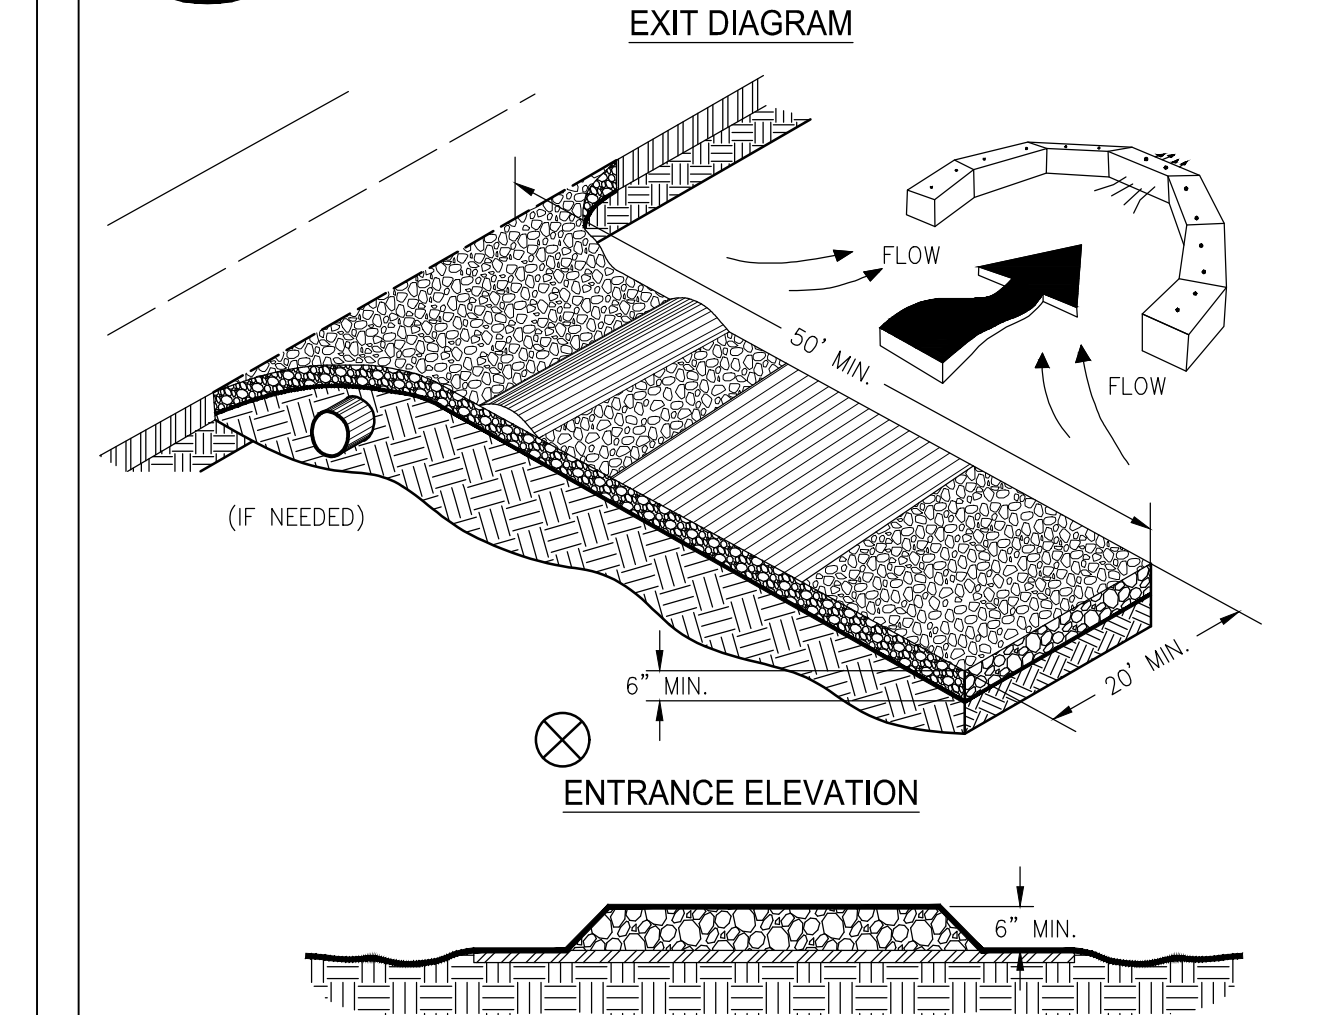 EXIT DIAGRAM
FLOW
50' MIN.
FLOW
(IF NEEDED)
6" MIN.
20' MIN.
ENTRANCE ELEVATION
6" MIN.